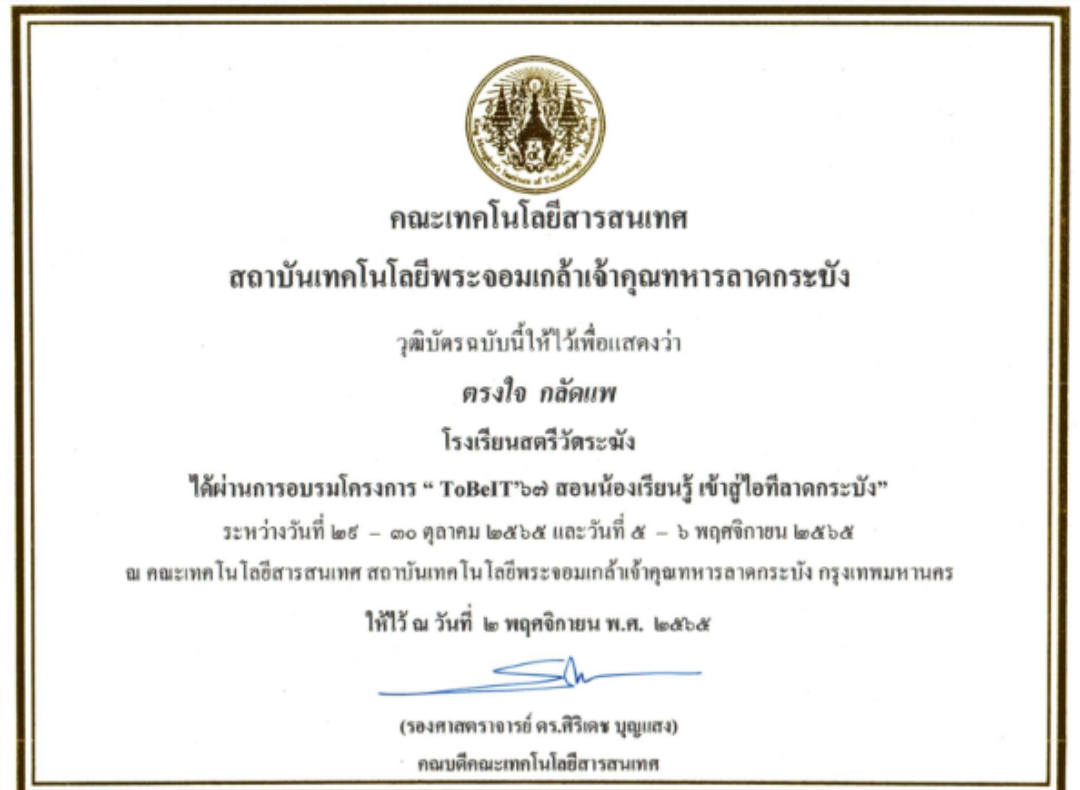 คณะเทคโนโลยีสารสนเทศ
สถาบันเทคโนโลยีพระจอมเกล้าเจ้าคุณทหารลาดกระบัง
วุฒิบัตรฉบับนี้ให้ไว้เพื่อแสดงว่า
ตรงใจ กลัดแพ
โรงเรียนสตรีวัดระฆัง
ได้ผ่านการอบรมโครงการ “ ToBeIT’๖๗ สอนน้องเรียนรู้ เข้าสู่ไอทีลาดกระบัง”
ระหว่างวันที่ ๒๙ – ๓๐ ตุลาคม ๒๕๖๕ และวันที่ ๕ – ๖ พฤศจิกายน ๒๕๖๕
ณ คณะเทคโนโลยีสารสนเทศ สถาบันเทคโนโลยีพระจอมเกล้าเจ้าคุณทหารลาดกระบัง กรุงเทพมหานคร
ให้ไว้ ณ วันที่ ๒ พฤศจิกายน พ.ศ. ๒๕๖๕
(รองศาสตราจารย์ ดร.ศิริเดช บุญแสง)
คณบดีคณะเทคโนโลยีสารสนเทศ